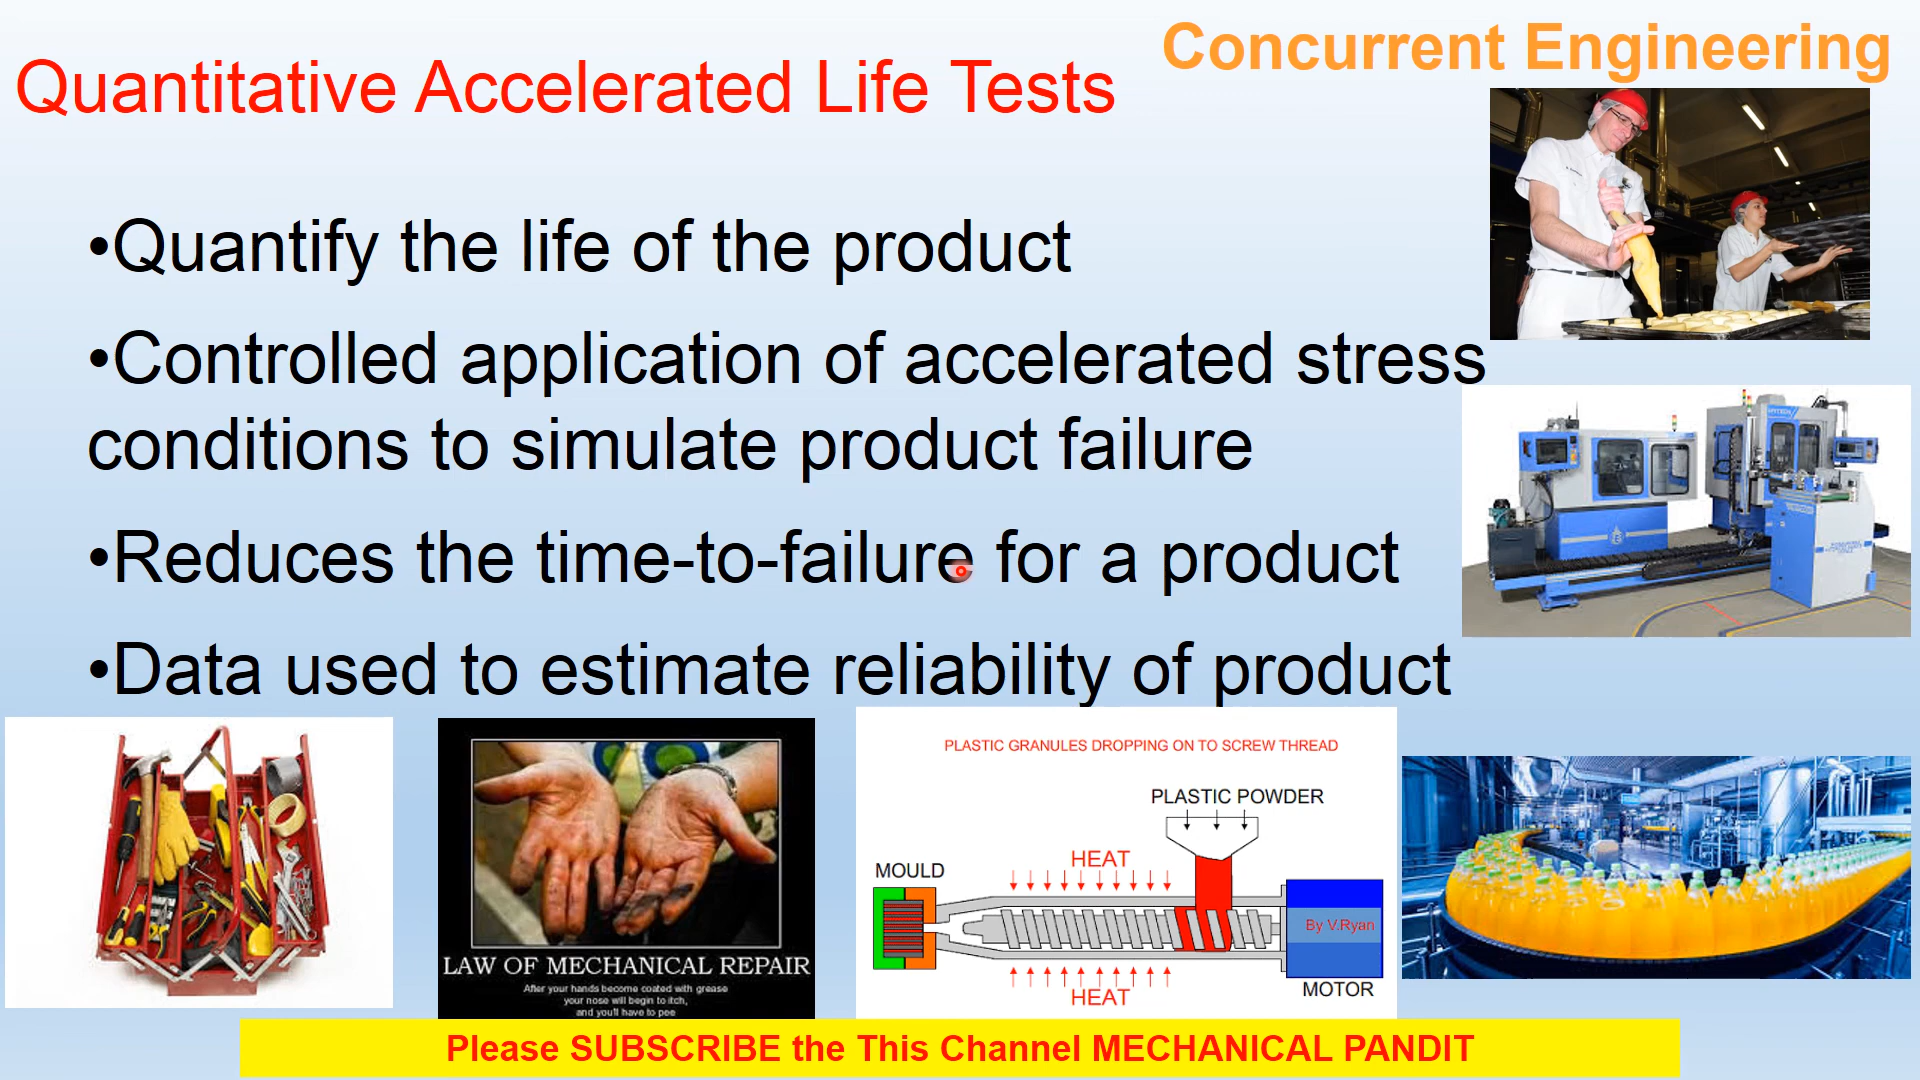 Concurrent Engineering
Quantitative Accelerated Life Tests
•Quantify the life of the product
•Controlled application of accelerated stress
conditions to simulate product failure
•Reduces the time-to-failure for a product
•Data used to estimate reliability of product
LAW OF MECHANICAL REPAIR
After your hands become coated with grease
your nose will begin to itch,
and you'll have to pee
PLASTIC GRANULES DROPPING ON TO SCREW THREAD
PLASTIC POWDER
HEAT
MOULD
By V.Ryan
HEAT
MOTOR
Please SUBSCRIBE the This Channel MECHANICAL PANDIT